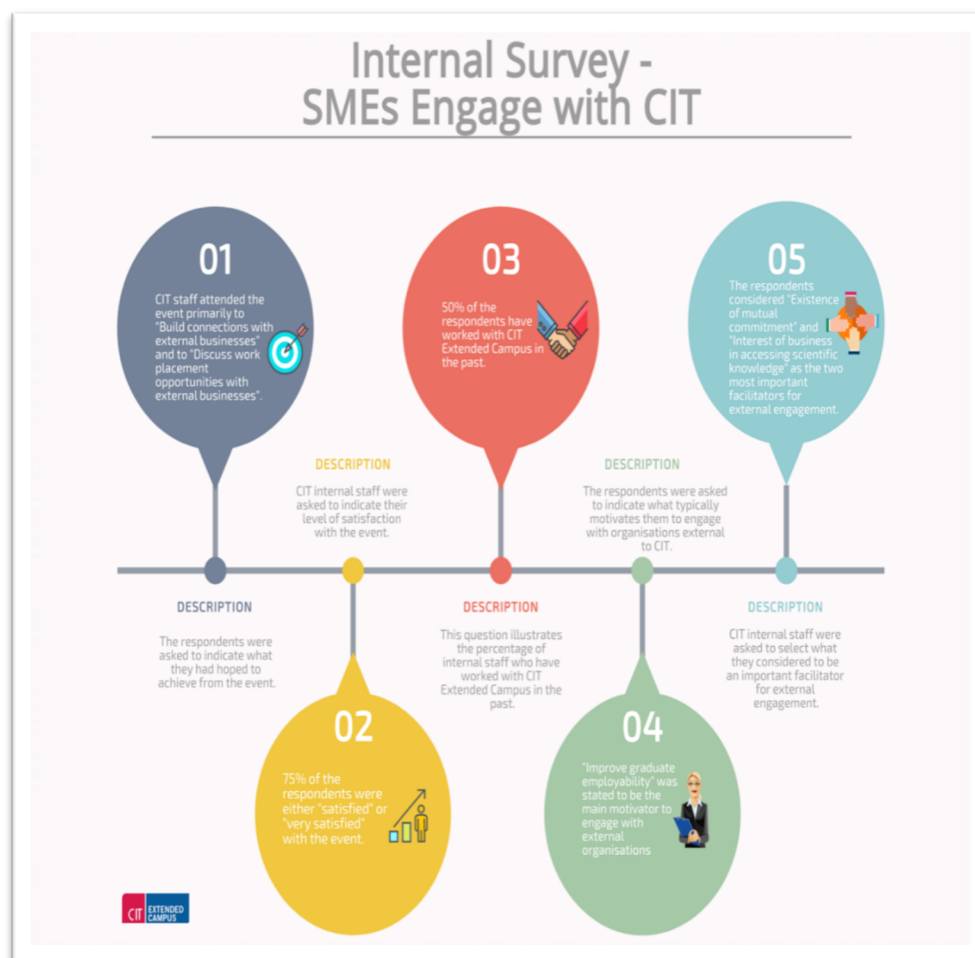 Internal Survey -
SMEs Engage with CIT
01
CIT staff attended the
event primarily to
"Build connections with
external businesses"
and to "Discuss work
placement
opportunities with
external businesses".
DESCRIPTION
The respondents were
asked to indicate what
they had hoped to
achieve from the event.
DESCRIPTION
CIT internal staff were
asked to indicate their
level of satisfaction
with the event.
02
75% of the
respondents were
either "satisfied" or
"very satisfied"
with the event.
03
50% of the
respondents have
worked with CIT
Extended Campus in
the past.
DESCRIPTION
This question illustrates
the percentage of
internal staff who have
worked with CIT
Extended Campus in the
past.
DESCRIPTION
The respondents were asked
to indicate what typically
motivates them to engage
with organisations external
to CIT.
04
"Improve graduate
employability" was
stated to be the
main motivator to
engage with
external
organisations
05
The respondents
considered "Existence
of mutual
commitment" and
"Interest of business
in accessing scientific
knowledge" as the two
most important
facilitators for
external engagement.
DESCRIPTION
CIT internal staff were
asked to select what
they considered to be
an important facilitator
for external
engagement.
CIT EXTENDED
CAMPUS